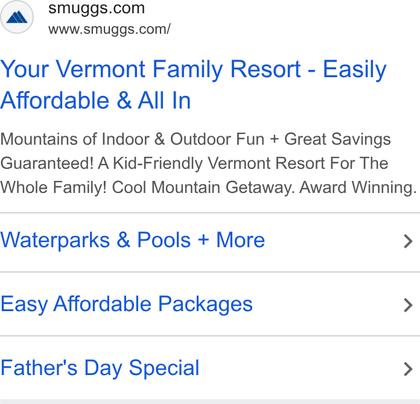 smuggs.com
www.smuggs.com/
Your Vermont Family Resort - Easily
Affordable & All In
Mountains of Indoor & Outdoor Fun + Great Savings
Guaranteed! A Kid-Friendly Vermont Resort For The
Whole Family! Cool Mountain Getaway. Award Winning.
Waterparks & Pools + More
Easy Affordable Packages
Father's Day Special